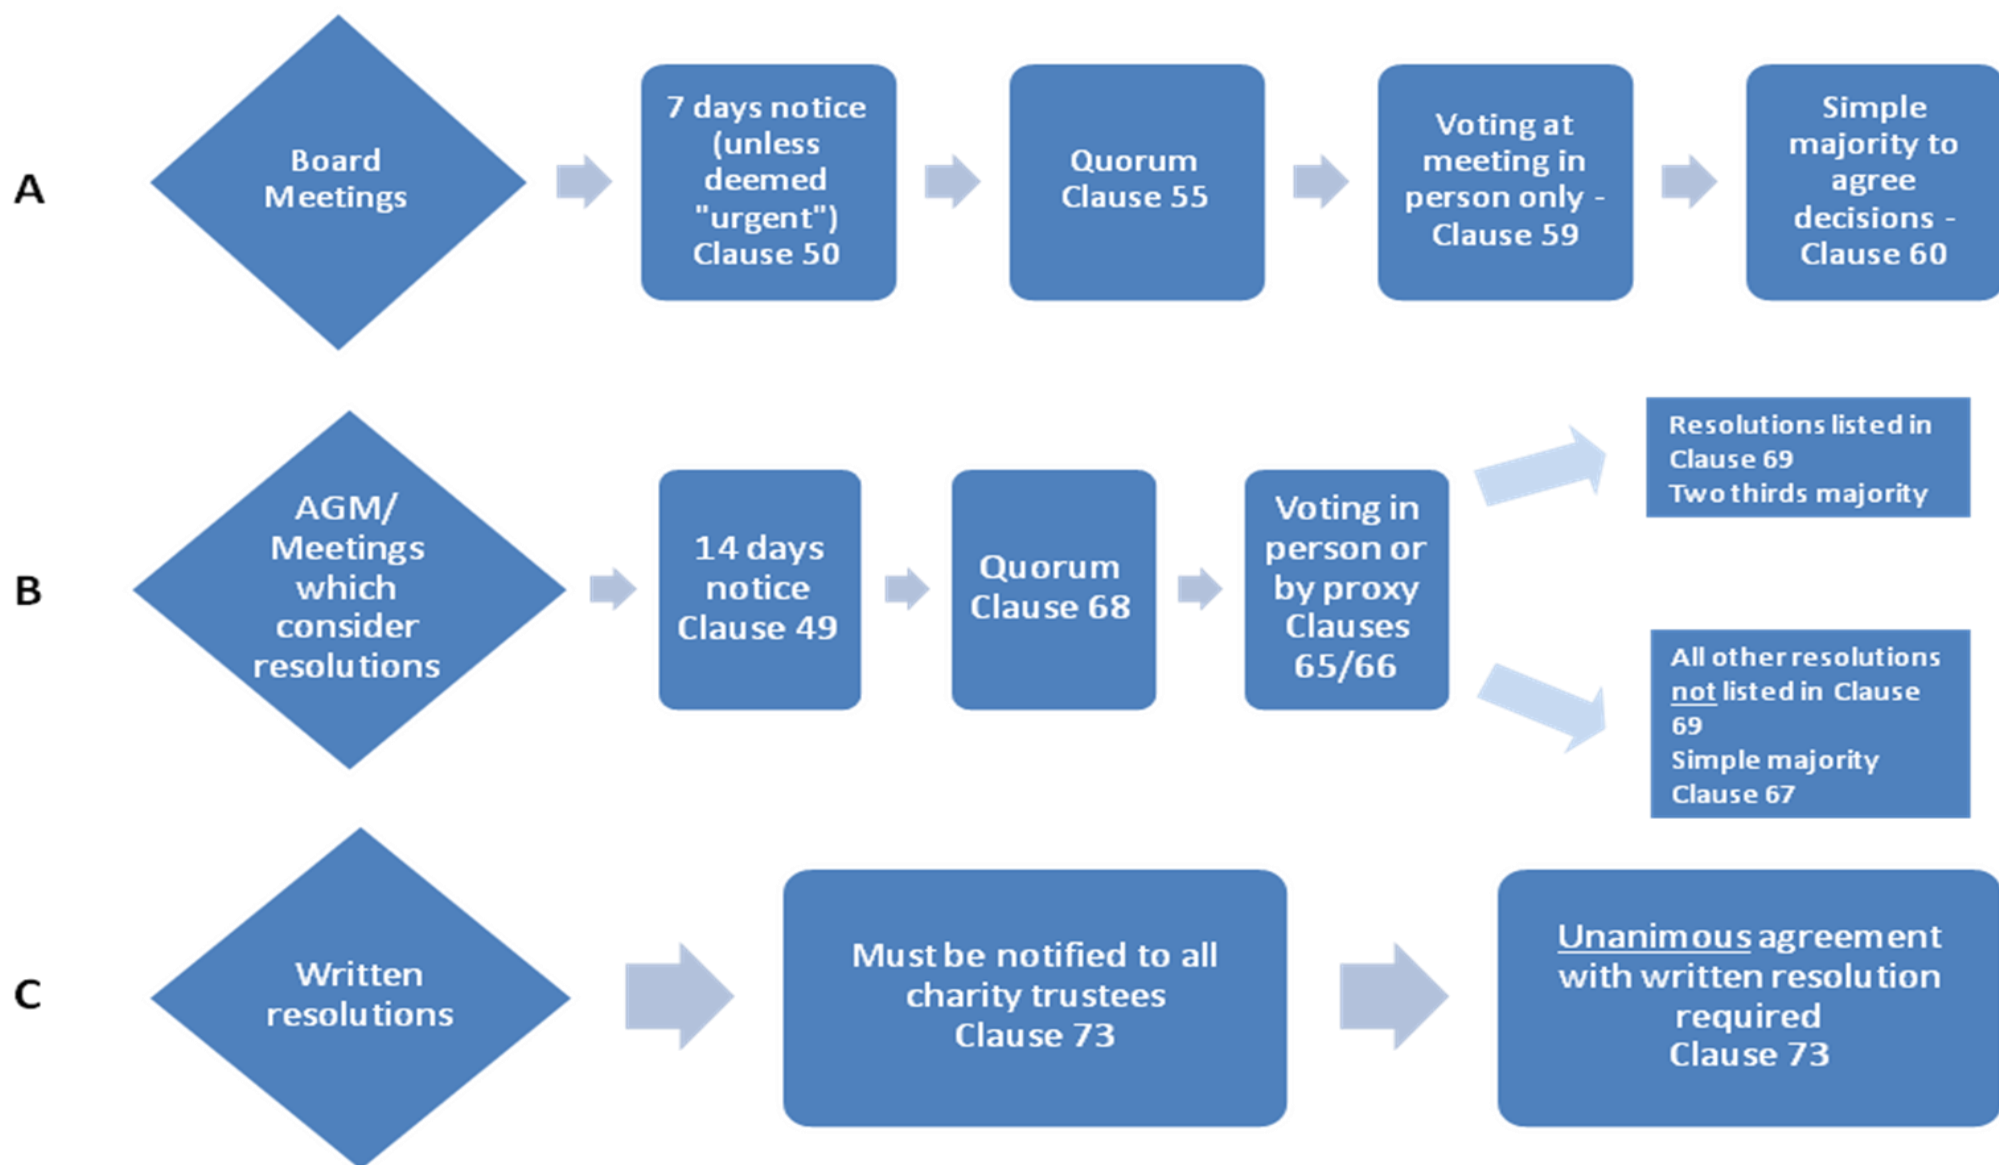 A
Board
Meetings
7 days notice
(unless
deemed
"urgent")
Clause 50
Quorum
Clause 55
Voting at
meeting in
person only -
Clause 59
Simple
majority to
agree
decisions -
Clause 60
B
AGM/
Meetings
which
consider
resolutions
14 days
notice
Clause 49
Quorum
Clause 68
Voting in
person or
by proxy
Clauses
65/66
Resolutions listed in
Clause 69
Two thirds majority
All other resolutions
not listed in Clause
69
Simple majority
Clause 67
C
Written
resolutions
Must be notified to all
charity trustees
Clause 73
Unanimous agreement
with written resolution
required
Clause 73